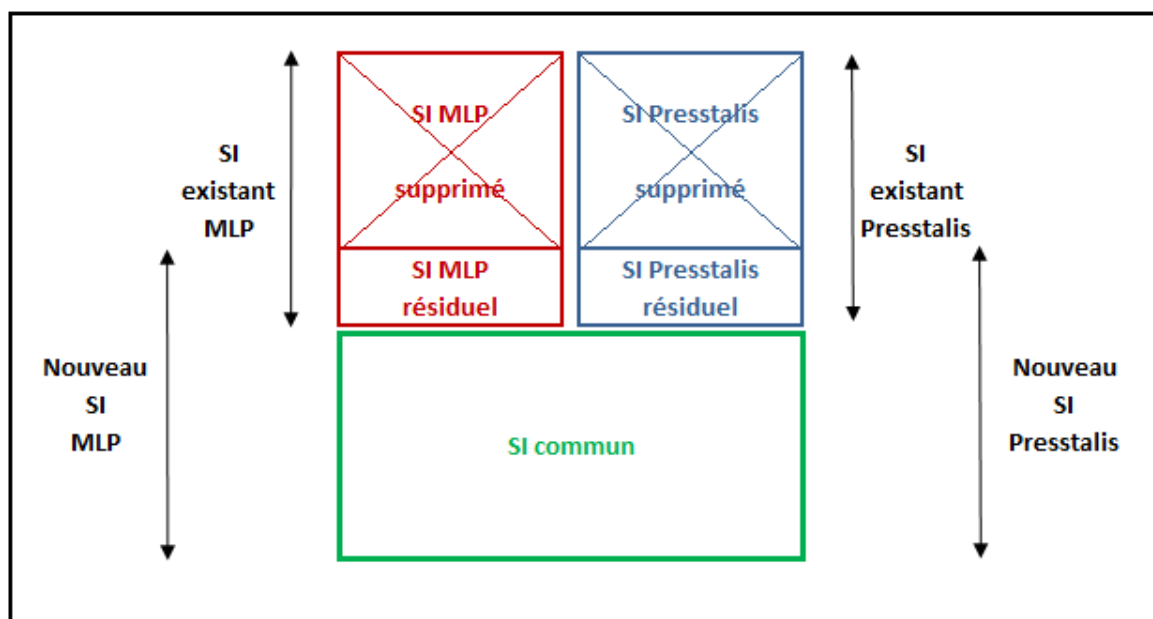 SI
existant
MLP
SI MLP
supprimé
SI Presstalis
supprimé
SI
existant
Presstalis
SI MLP
résiduel
SI Presstalis
résiduel
Nouveau
SI
MLP
SI commun
Nouveau
SI
Presstalis